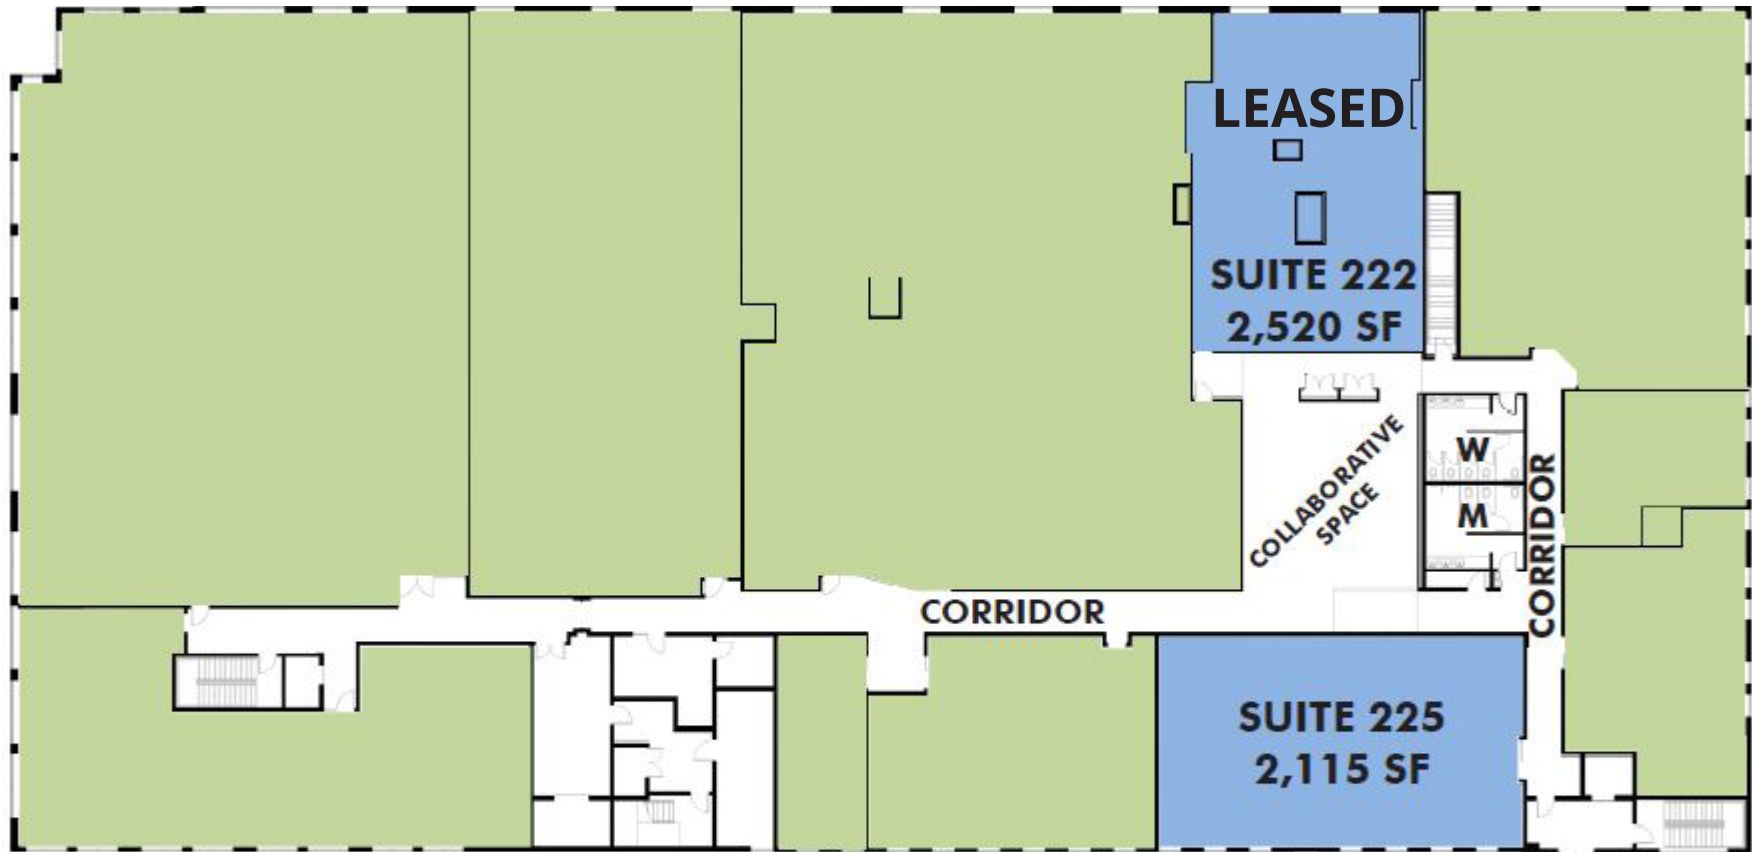 LEASED
SUITE 222
2,520 SF
COLLABORATIVE
SPACE
W
M
CORRIDOR
CORRIDOR
SUITE 225
2,115 SF